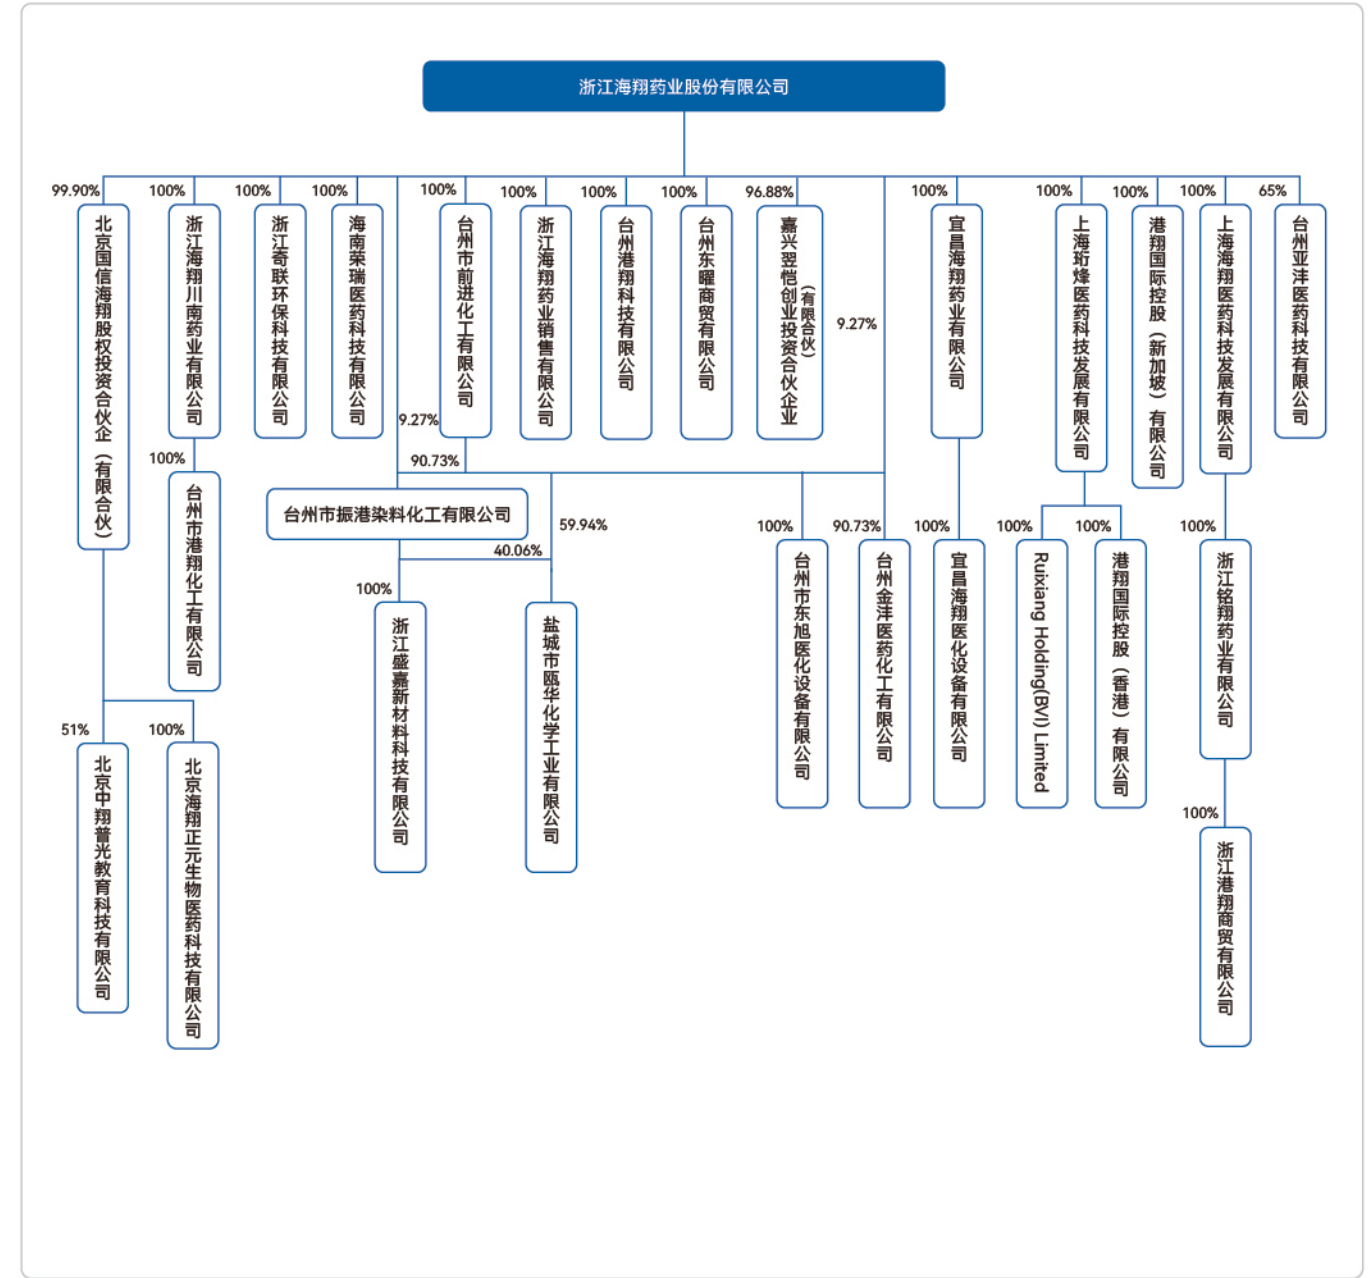 浙江海翔药业股份有限公司
99.90%
100%
100%
100%
100%
100%
100%
100%
96.88%
100%
100%
100%
100%
65%
北京国信海翔股权投资合伙企（有限合伙）
浙江海翔川南药业有限公司
浙江奇联环保科技有限公司
海南荣瑞医药科技有限公司
台州市前进化工有限公司
浙江海翔药业销售有限公司
台州港翔科技有限公司
台州东曜商贸有限公司
嘉兴翌恺创业投资合伙企业
（有限合伙）
9.27%
宜昌海翔药业有限公司
上海珩烽医药科技发展有限公司
港翔国际控股（新加坡）有限公司
上海海翔医药科技发展有限公司
台州亚沣医药科技有限公司
9.27%
100%
90.73%
台州市港翔化工有限公司
台州市振港染料化工有限公司
59.94%
40.06%
100%
90.73%
100%
100%
100%
100%
台州市东旭医化设备有限公司
台州金沣医药化工有限公司
宜昌海翔医化设备有限公司
Ruixiang Holding(BVI) Limited
港翔国际控股（香港）有限公司
浙江铭翔药业有限公司
100%
浙江盛嘉新材料科技有限公司
盐城市瓯华化学工业有限公司
51%
100%
北京中翔普光教育科技有限公司
北京海翔正元生物医药科技有限公司
100%
浙江港翔商贸有限公司